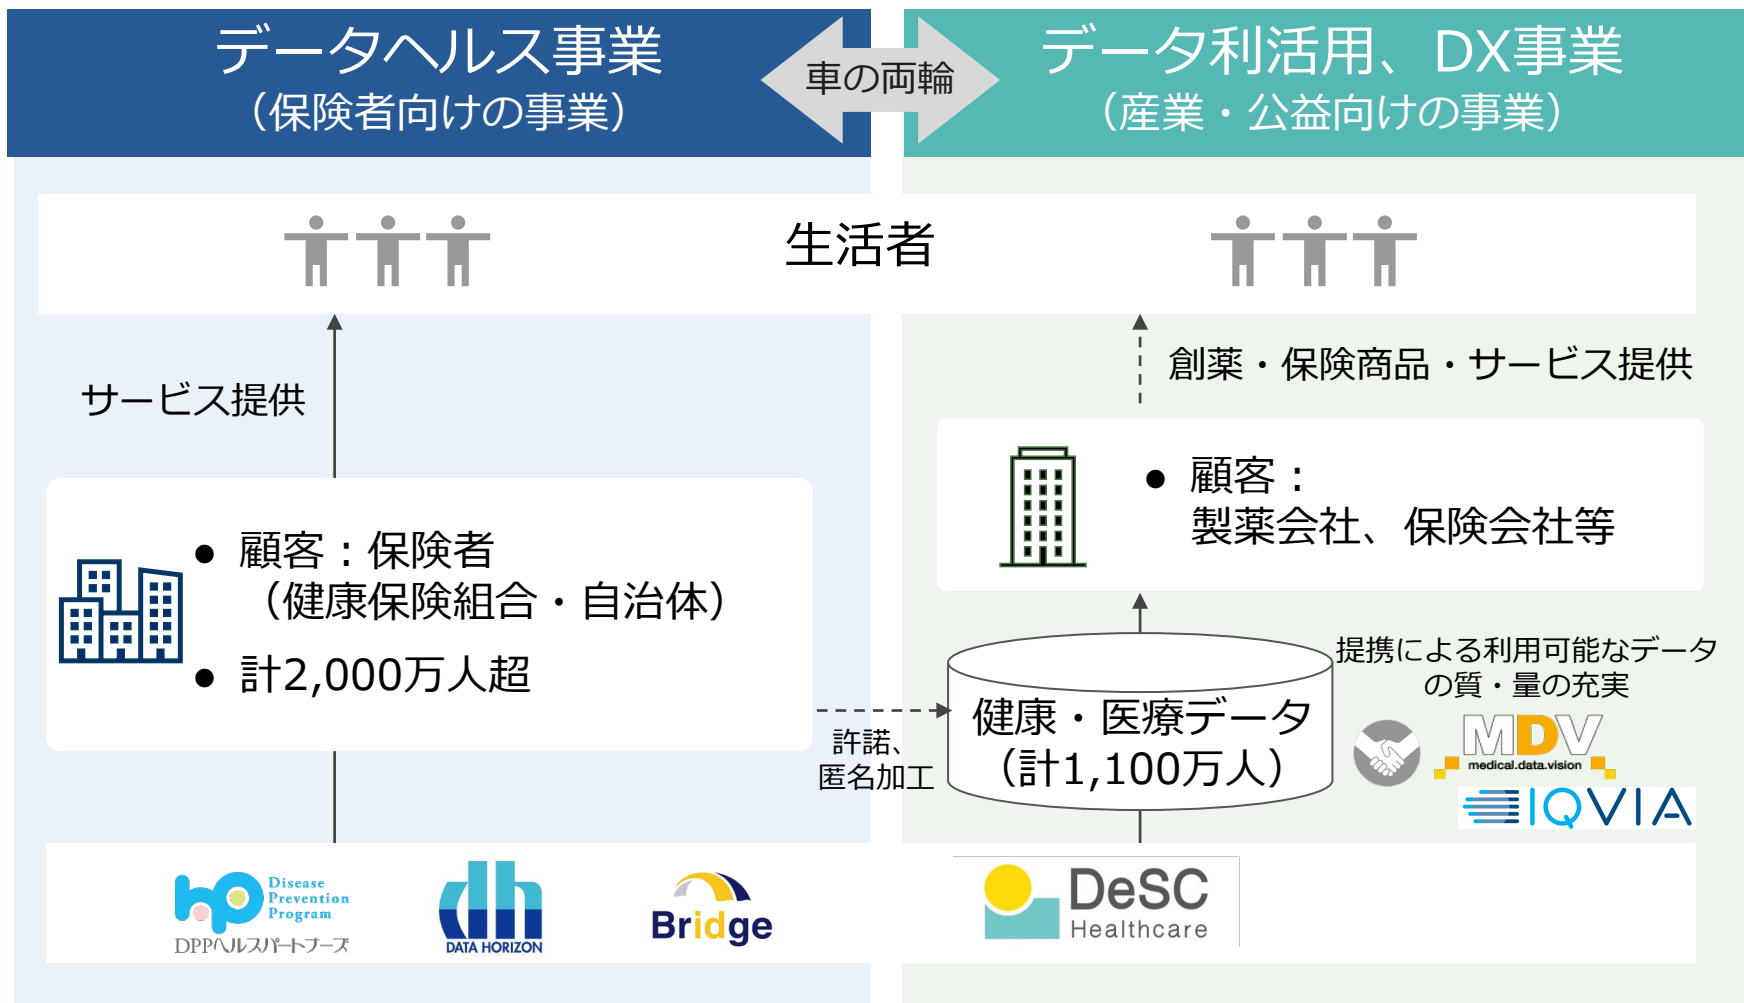 データヘルス事業
（保険者向けの事業）
車の両輪
データ利活用、DX事業
（産業・公益向けの事業）
生活者
サービス提供
創薬・保険商品・サービス提供
● 顧客：保険者
（健康保険組合・自治体）
● 計2,000万人超
● 顧客：
製薬会社、保険会社等
許諾、
匿名加工
健康・医療データ
（計1,100万人）
提携による利用可能なデータ
の質・量の充実
MDV
medical.data.vision
IQVIA
Disease
Prevention
Program
DPPヘルスパートナーズ
dh
DATA HORIZON
Bridge
DeSC
Healthcare